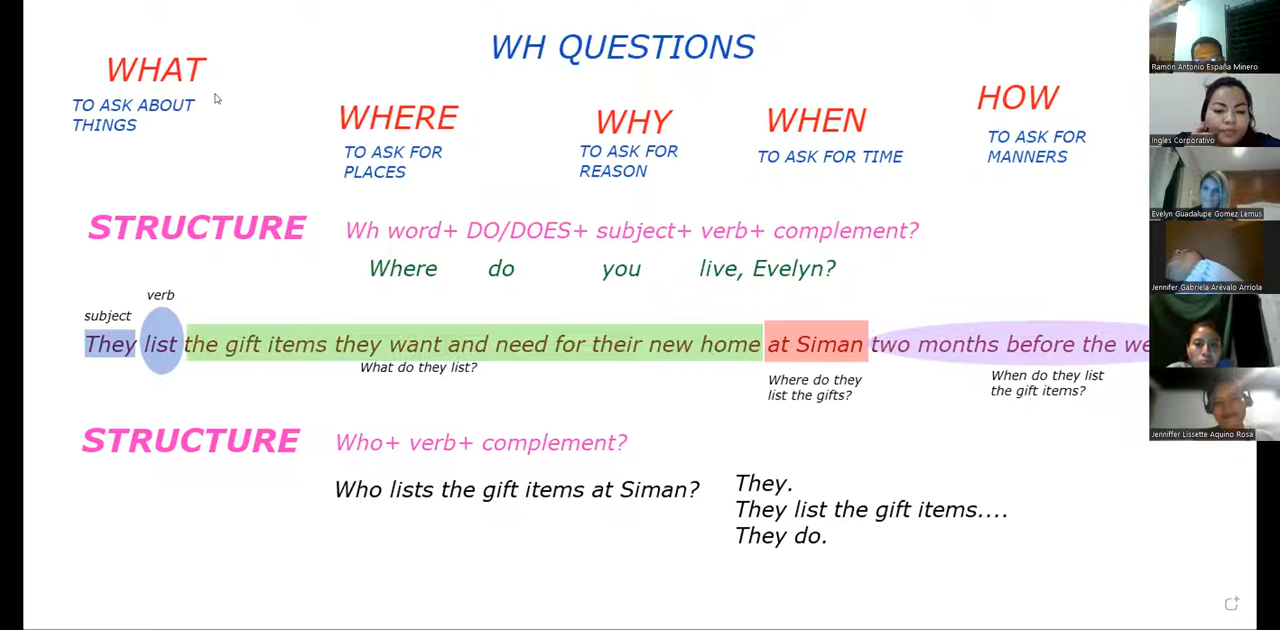 WH QUESTIONS
WHAT
TO ASK ABOUT
THINGS
WHERE
TO ASK FOR
PLACES
WHY
TO ASK FOR
REASON
WHEN
TO ASK FOR TIME
HOW
TO ASK FOR
MANNERS
STRUCTURE
Wh word+ DO/DOES+ subject+ verb+ complement?
Where do you live, Evelyn?
verb
subject
They list the gift items they want and need for their new home at Siman two months before the we
What do they list?
Where do they
list the gifts?
When do they list
the gift items?
STRUCTURE
Who+ verb+ complement?
Who lists the gift items at Siman?
They.
They list the gift items....
They do.
Ramón Antonio España Minero
Ingles Corporativo
Evelyn Guadalupe Gomez Lemus
Jennifer Gabriela Arévalo Arriola
Jenniffer Lissette Aquino Rosa